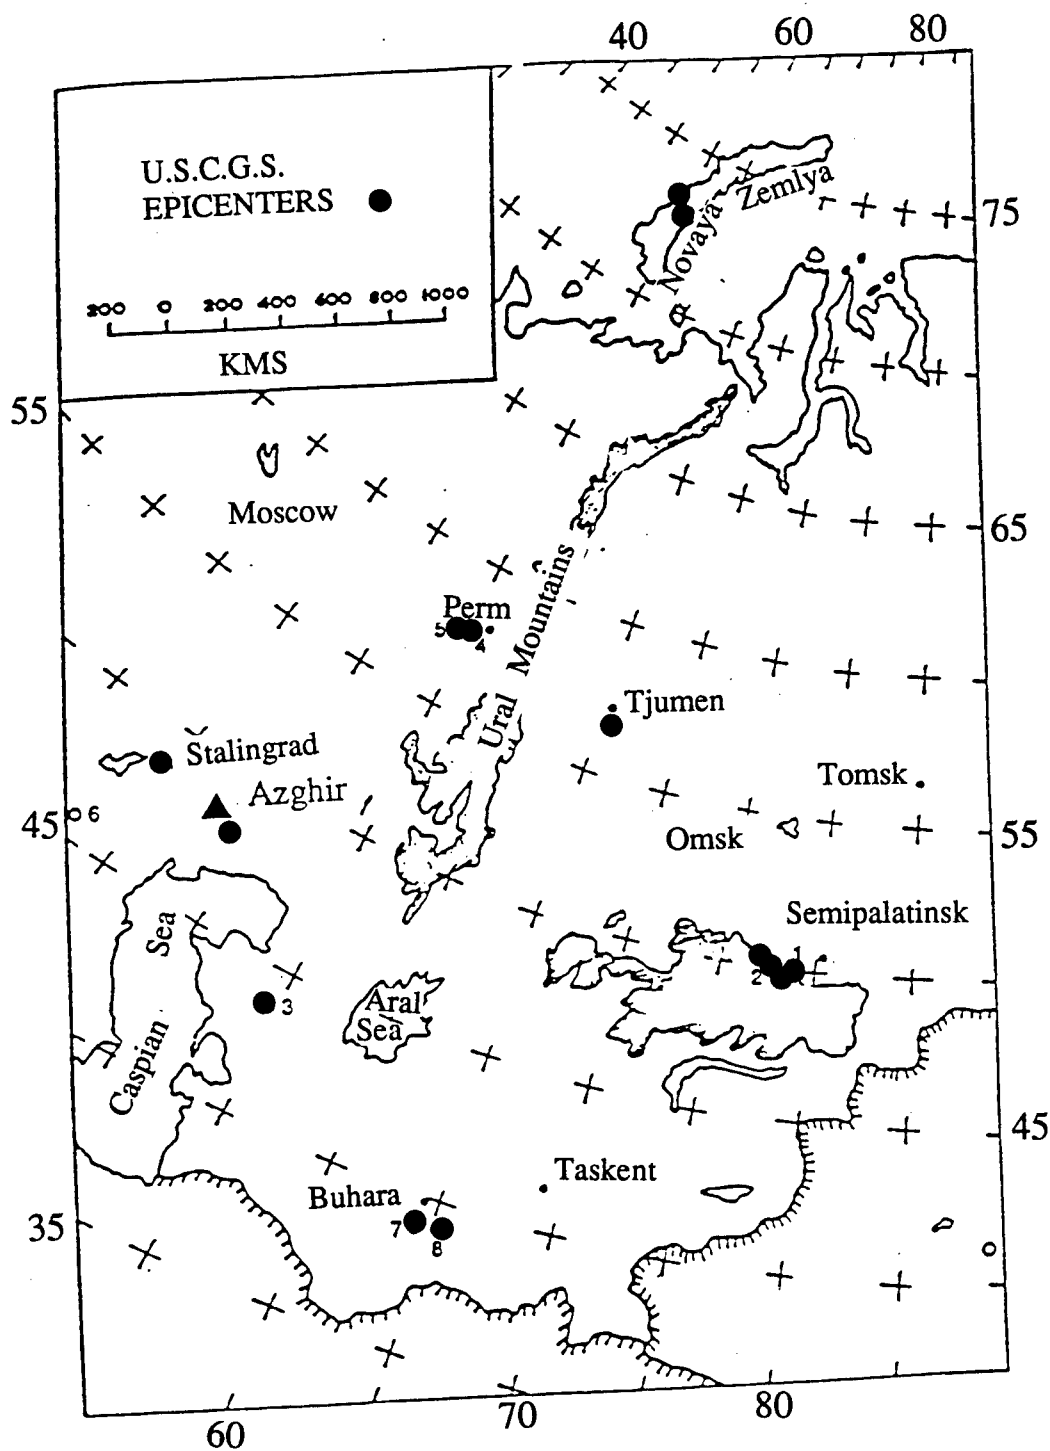 40 60 80
U.S.C.G.S.
EPICENTERS
200 0 200 400 600 800 1000
KMS
Novaya Zemlya
75
55
Moscow
65
Perm
5 4
Ural Mountains
Tjumen
Stalingrad
Tomsk
Azghir
6
45
Omsk
55
Semipalatinsk
1
2
Caspian Sea
3
Aral
Sea
45
Taskent
Buhara
7
8
35
60 70 80